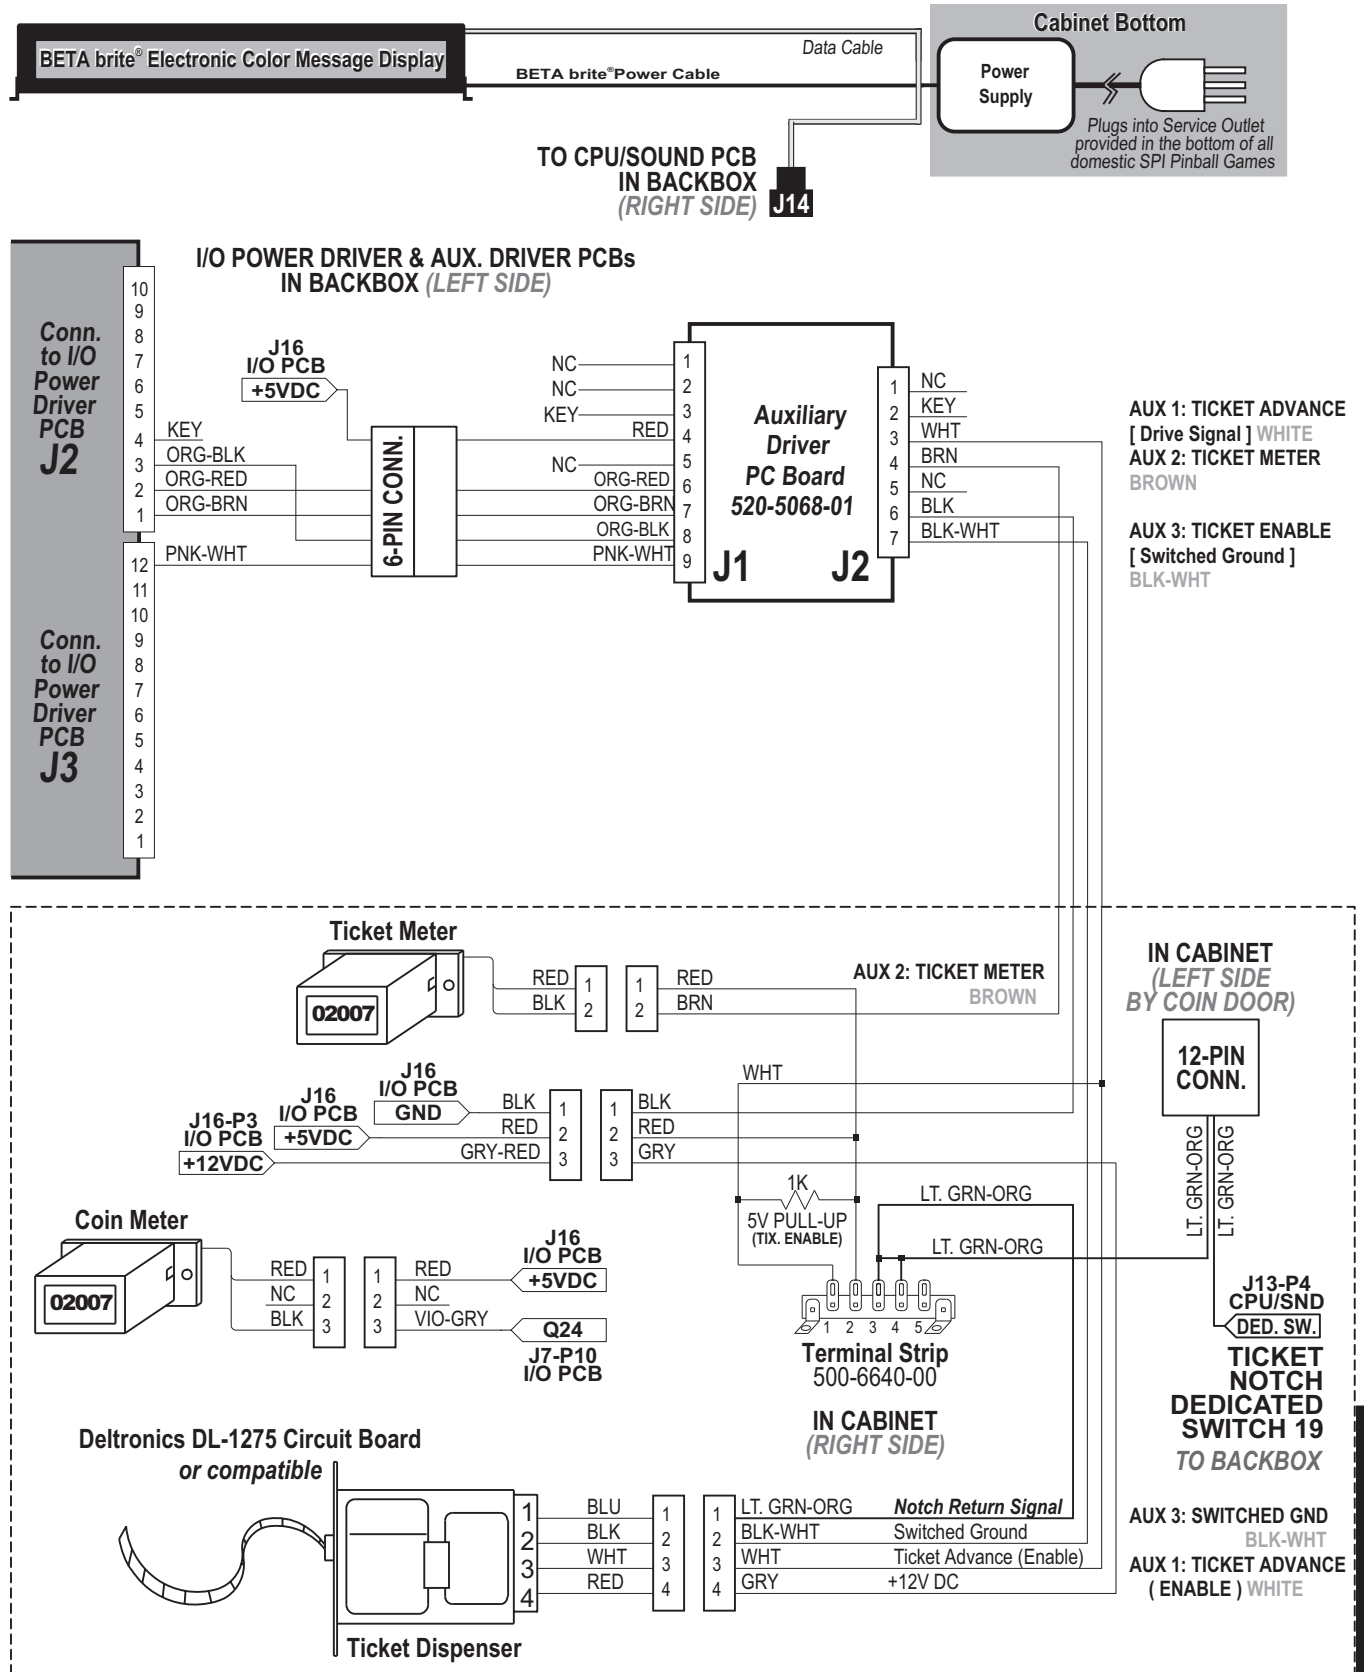 BETA brite® Electronic Color Message Display
Data Cable
BETA brite® Power Cable
Cabinet Bottom
Power
Supply
Plugs into Service Outlet
provided in the bottom of all
domestic SPI Pinball Games
TO CPU/SOUND PCB
IN BACKBOX
(RIGHT SIDE)
J14
I/O POWER DRIVER & AUX. DRIVER PCBs
IN BACKBOX (LEFT SIDE)
Conn.
to I/O
Power
Driver
PCB
J2
10
9
8
7
6
5
4
3
2
1
KEY
ORG-BLK
ORG-RED
ORG-BRN
Conn.
to I/O
Power
Driver
PCB
J3
12
11
10
9
8
7
6
5
4
3
2
1
PNK-WHT
J16
I/O PCB
+5VDC
6-PIN CONN.
NC
NC
KEY
RED
NC
ORG-RED
ORG-BRN
ORG-BLK
PNK-WHT
1
2
3
4
5
6
7
8
9
Auxiliary
Driver
PC Board
520-5068-01
J1
J2
1
2
3
4
5
6
7
NC
KEY
WHT
BRN
NC
BLK
BLK-WHT
AUX 1: TICKET ADVANCE
[ Drive Signal ] WHITE
AUX 2: TICKET METER
BROWN
AUX 3: TICKET ENABLE
[ Switched Ground ]
BLK-WHT
Ticket Meter
02007
RED
BLK
1
2
1
2
RED
BRN
AUX 2: TICKET METER
BROWN
IN CABINET
(LEFT SIDE
BY COIN DOOR)
12-PIN
CONN.
LT. GRN-ORG
LT. GRN-ORG
J13-P4
CPU/SND
DED. SW.
TICKET
NOTCH
DEDICATED
SWITCH 19
TO BACKBOX
J16
I/O PCB
GND
J16
I/O PCB
+5VDC
J16-P3
I/O PCB
+12VDC
BLK
RED
GRY-RED
1
2
3
1
2
3
BLK
RED
GRY
WHT
1K
5V PULL-UP
(TIX. ENABLE)
LT. GRN-ORG
LT. GRN-ORG
1
2
3
4
5
Terminal Strip
500-6640-00
IN CABINET
(RIGHT SIDE)
Coin Meter
02007
RED
NC
BLK
1
2
3
1
2
3
RED
NC
VIO-GRY
J16
I/O PCB
+5VDC
Q24
J7-P10
I/O PCB
Deltronics DL-1275 Circuit Board
or compatible
Ticket Dispenser
1
2
3
4
BLU
BLK
WHT
RED
1
2
3
4
1
2
3
4
LT. GRN-ORG Notch Return Signal
BLK-WHT Switched Ground
WHT Ticket Advance (Enable)
GRY +12V DC
AUX 3: SWITCHED GND
BLK-WHT
AUX 1: TICKET ADVANCE
( ENABLE ) WHITE